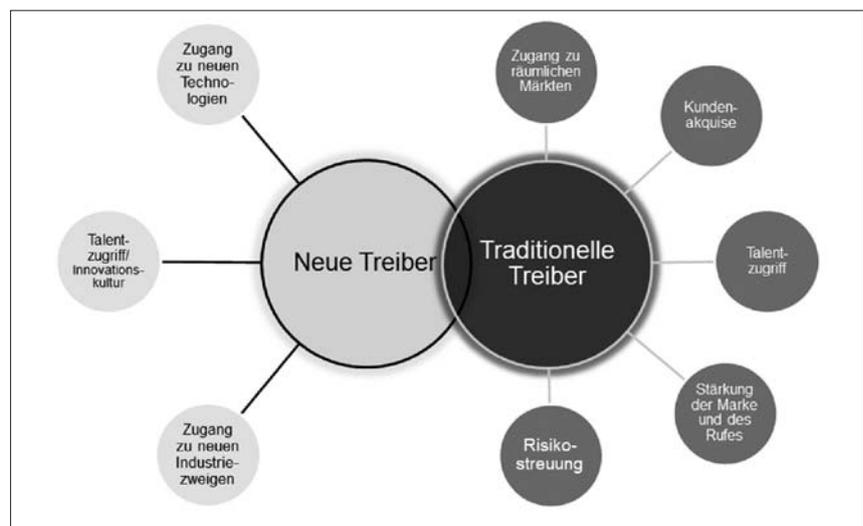 Zugang
zu neuen
Techno-
logien
Talent-
zugriff/
Innovations-
kultur
Zugang
zu neuen
Industrie-
zweigen
Neue Treiber
Traditionelle
Treiber
Zugang zu
räumlichen
Märkten
Kunden-
akquise
Talent-
zugriff
Stärkung
der Marke
und des
Rufes
Risiko-
streuung